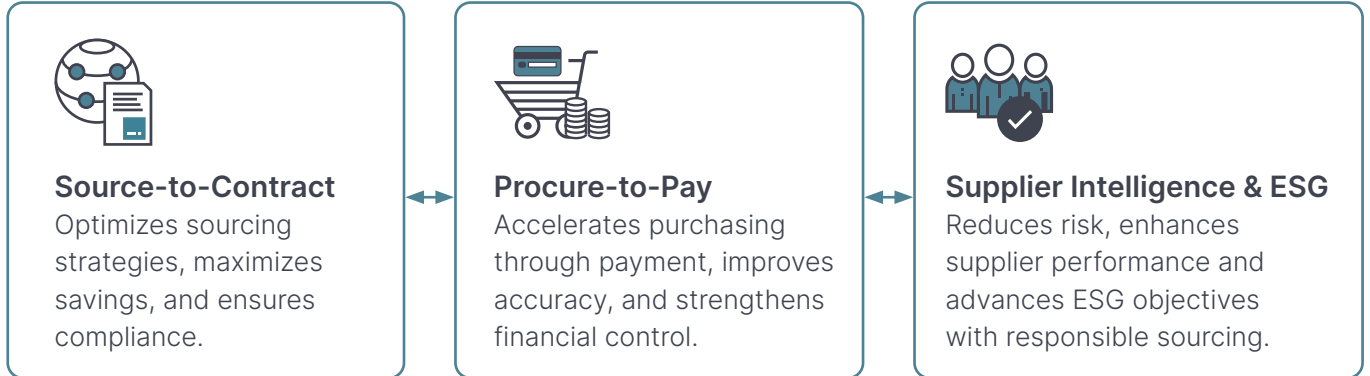 Source-to-Contract
Optimizes sourcing
strategies, maximizes
savings, and ensures
compliance.
Procure-to-Pay
Accelerates purchasing
through payment, improves
accuracy, and strengthens
financial control.
Supplier Intelligence & ESG
Reduces risk, enhances
supplier performance and
advances ESG objectives
with responsible sourcing.